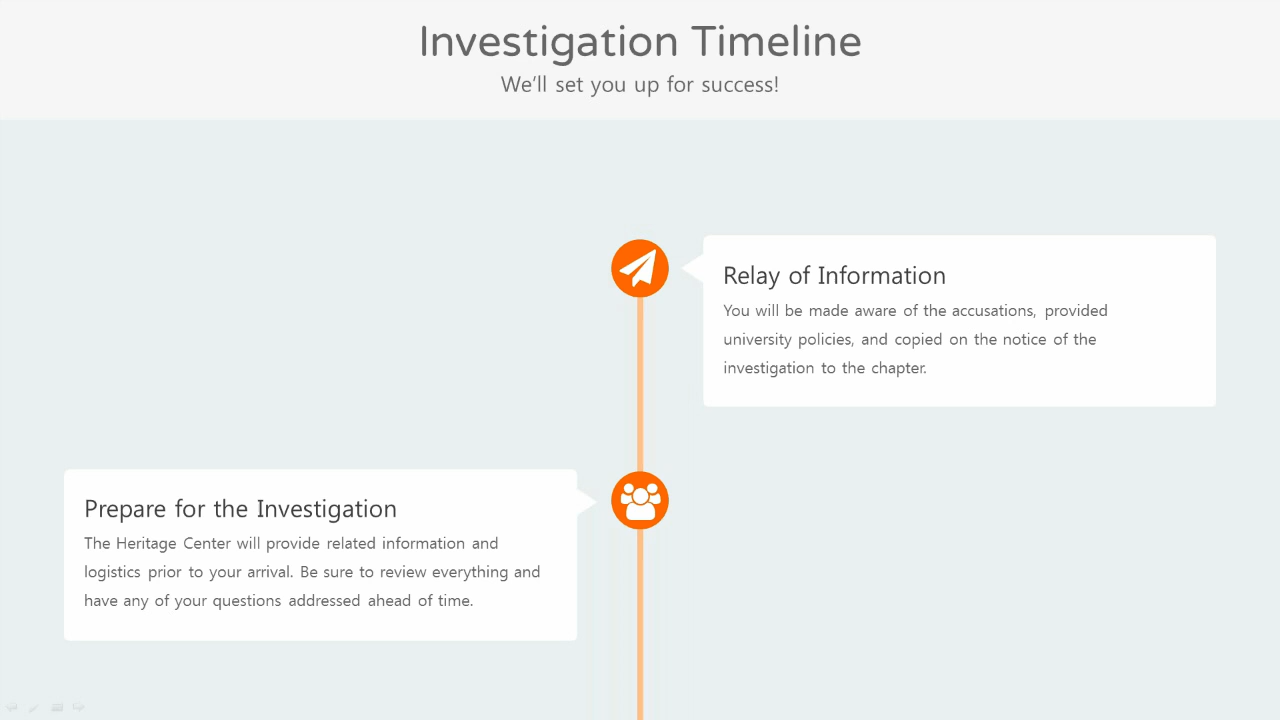 Investigation Timeline
We'll set you up for success!
Relay of Information
You will be made aware of the accusations, provided
university policies, and copied on the notice of the
investigation to the chapter.
Prepare for the Investigation
The Heritage Center will provide related information and
logistics prior to your arrival. Be sure to review everything and
have any of your questions addressed ahead of time.